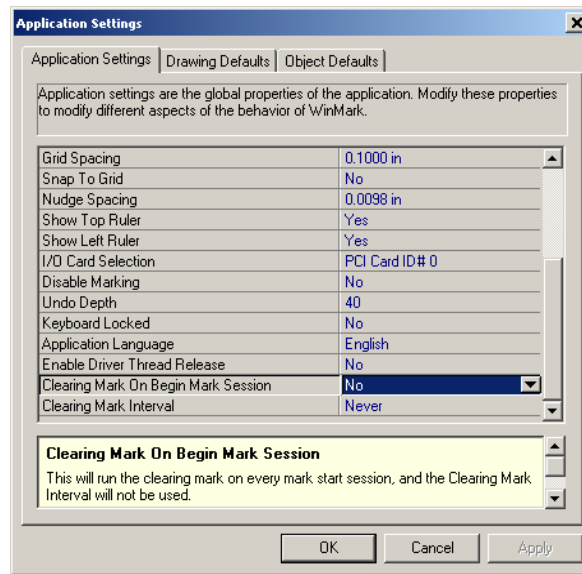 Application Settings
Application Settings Drawing Defaults Object Defaults
Application settings are the global properties of the application. Modify these properties
to modify different aspects of the behavior of WinMark.
Grid Spacing 0.1000 in
Snap To Grid No
Nudge Spacing 0.0098 in
Show Top Ruler Yes
Show Left Ruler Yes
I/O Card Selection PCI Card ID# 0
Disable Marking No
Undo Depth 40
Keyboard Locked No
Application Language English
Enable Driver Thread Release No
Clearing Mark On Begin Mark Session No
Clearing Mark Interval Never
Clearing Mark On Begin Mark Session
This will run the clearing mark on every mark start session, and the Clearing Mark
Interval will not be used.
OK Cancel Apply